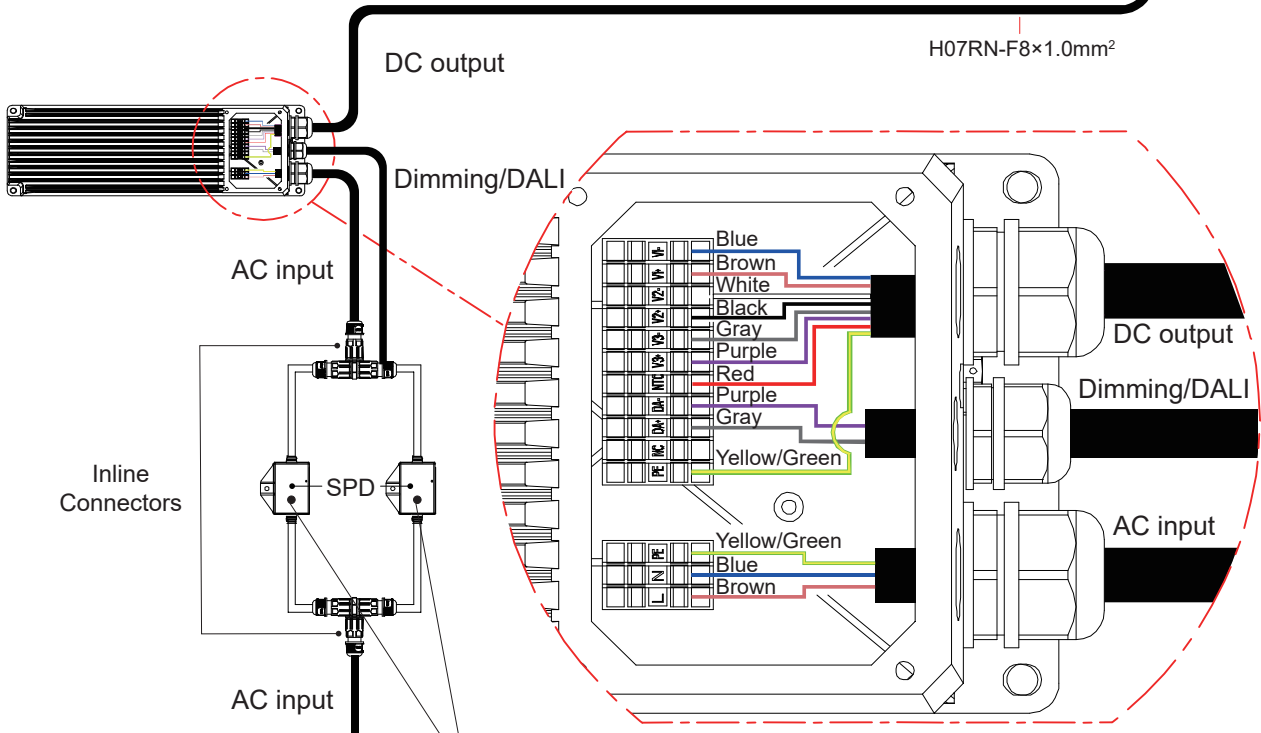 H07RN-F8×1.0mm²
DC output
Dimming/DALI
AC input
Inline
Connectors
SPD
AC input
V1-
Blue
V1+
Brown
V2-
White
V2+
Black
V3-
Gray
V3+
Purple
NTC
Red
DA-
Purple
DA+
Gray
NC
PE
Yellow/Green
PE
Yellow/Green
N
Blue
L
Brown
DC output
Dimming/DALI
AC input